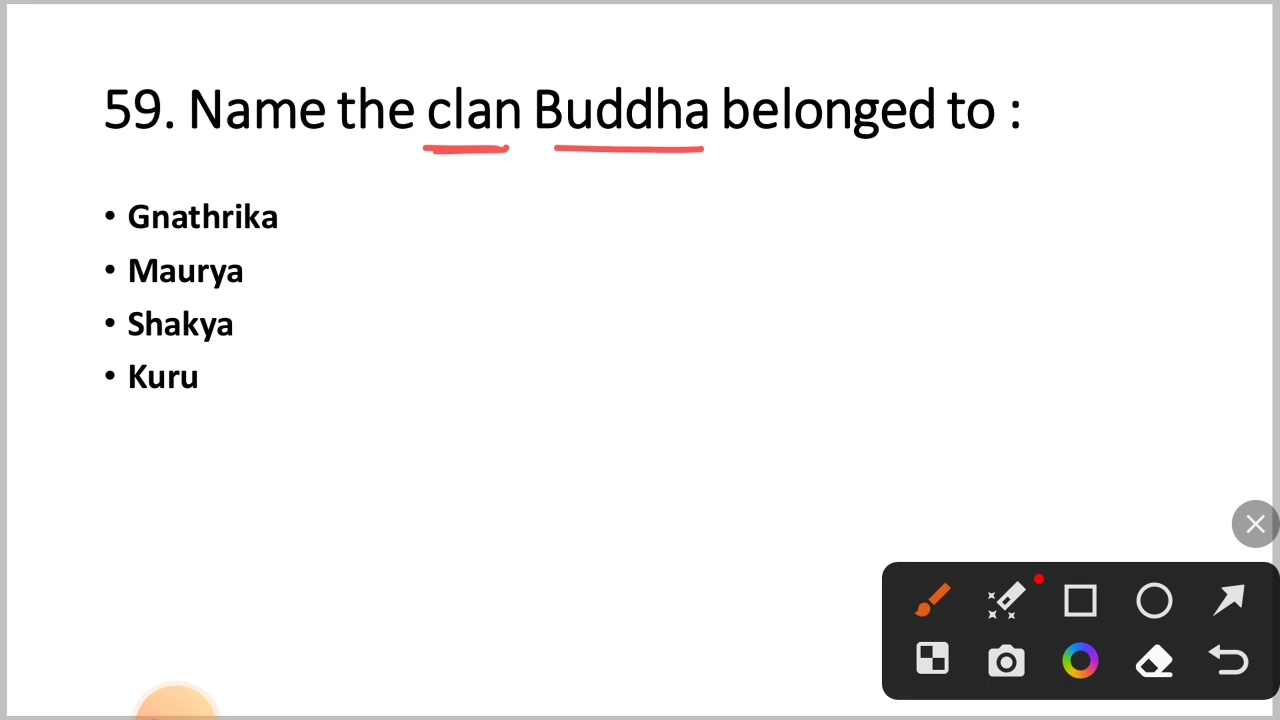 59. Name the clan Buddha belonged to :
• Gnathrika
• Maurya
• Shakya
• Kuru